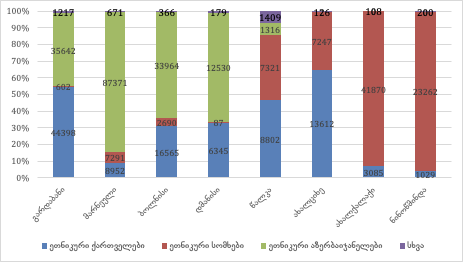 100% 1217 671 366 179 1409 126 108 200
90% 1316
80% 35642 33964 12530 7247
70% 87371 7321
60% 602 41870 23262
50%
40% 2690 87
30% 44398 7291 16565 6345 8802 13612
20%
10% 8952 3085 1029
0%
გარდაბანი მარნეული ბოლნისი დმანისი წალკა ახალციხე ახალქალაქი ნინოწმინდა
ეთნიკური ქართველები ეთნიკური სომხები ეთნიკური აზერბაიჯანელები სხვა